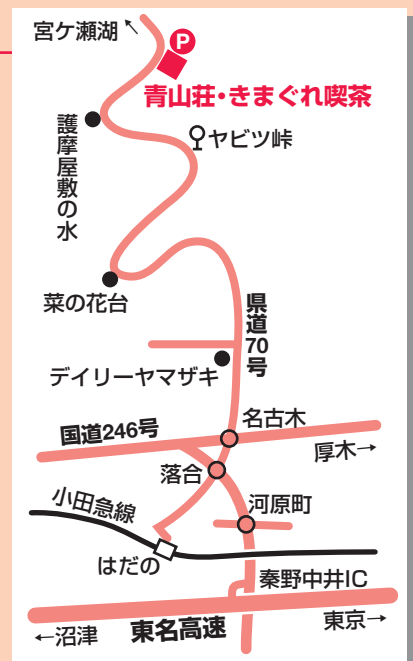 宮ケ瀬湖
P
青山荘・きまぐれ喫茶
護摩屋敷の水
ヤビツ峠
菜の花台
県道70号
デイリーヤマザキ
名古木
国道246号
厚木→
落合
小田急線
河原町
はだの
秦野中井IC
東京→
東名高速
←沼津